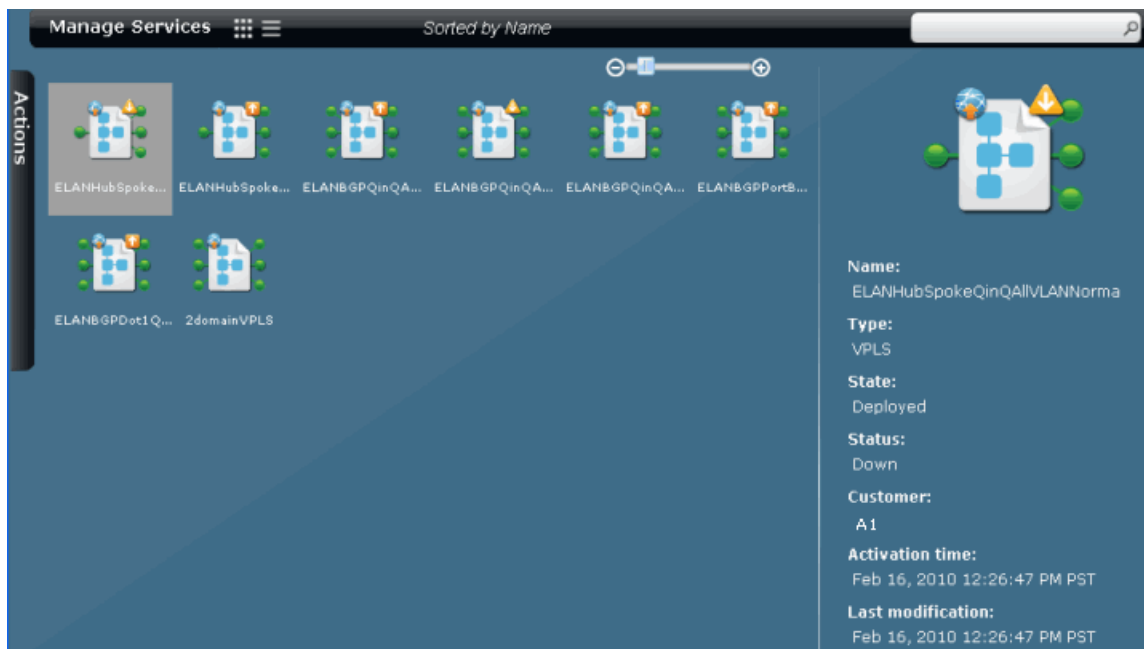 Manage Services
Sorted by Name
Actions
ELANHubSpoke...
ELANHubSpoke...
ELANBGPQinQA...
ELANBGPQinQA...
ELANBGPQinQA...
ELANBGPPortB...
ELANBGPDot1Q...
2domainVPLS
Name:
ELANHubSpokeQinQAllVLANNorma
Type:
VPLS
State:
Deployed
Status:
Down
Customer:
A1
Activation time:
Feb 16, 2010 12:26:47 PM PST
Last modification:
Feb 16, 2010 12:26:47 PM PST